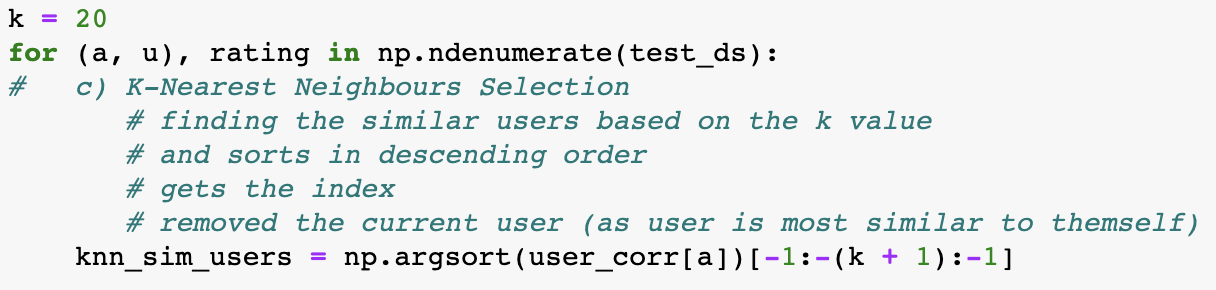 k = 20
for (a, u), rating in np.ndenumerate(test_ds):
#   c) K-Nearest Neighbours Selection
       # finding the similar users based on the k value
       # and sorts in descending order
       # gets the index
       # removed the current user (as user is most similar to themself)
    knn_sim_users = np.argsort(user_corr[a])[-1:-(k + 1):-1]